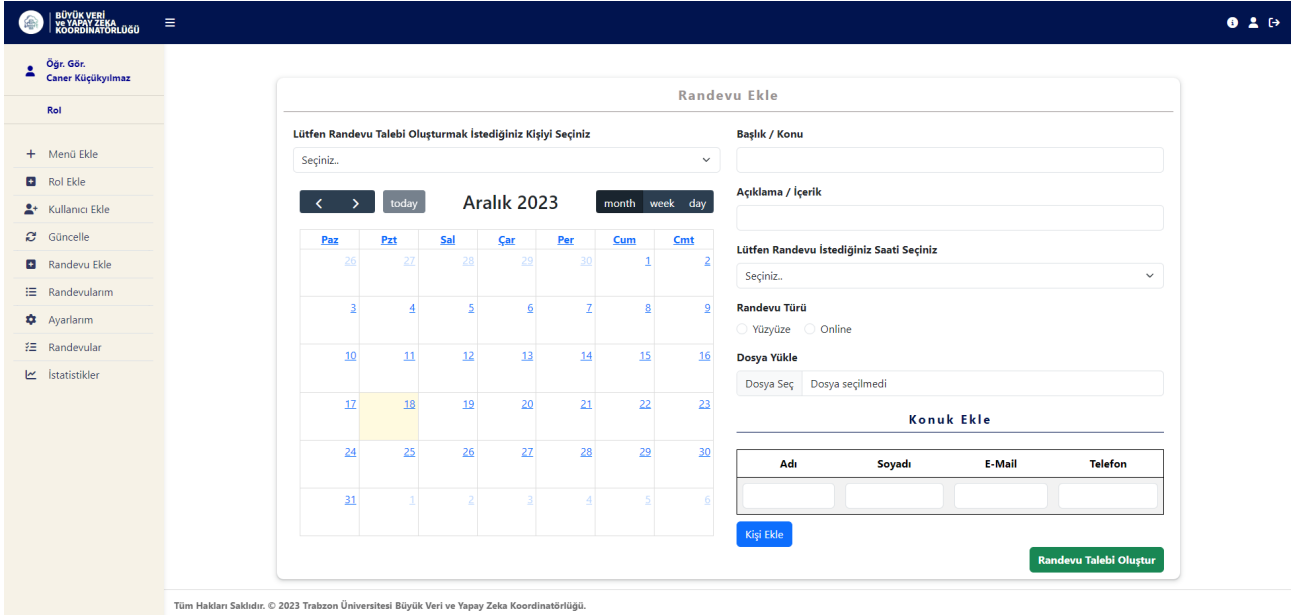 BÜYÜK VERİ
ve YAPAY ZEKA
KOORDİNATÖRLÜĞÜ
Öğr. Gör.
Caner Küçükyılmaz
Rol
Menü Ekle
Rol Ekle
Kullanıcı Ekle
Güncelle
Randevu Ekle
Randevularım
Ayarlarım
Randevular
İstatistikler
Randevu Ekle
Lütfen Randevu Talebi Oluşturmak İstediğiniz Kişiyi Seçiniz
Seçiniz..
today Aralık 2023 month week day
Paz Pzt Sal Çar Per Cum Cmt
26 27 28 29 30 1 2
3 4 5 6 7 8 9
10 11 12 13 14 15 16
17 18 19 20 21 22 23
24 25 26 27 28 29 30
31 1 2 3 4 5 6
Başlık / Konu
Açıklama / İçerik
Lütfen Randevu İstediğiniz Saati Seçiniz
Seçiniz..
Randevu Türü
Yüzyüze Online
Dosya Yükle
Dosya Seç Dosya seçilmedi
Konuk Ekle
Adı Soyadı E-Mail Telefon
Kişi Ekle
Randevu Talebi Oluştur
Tüm Hakları Saklıdır. © 2023 Trabzon Üniversitesi Büyük Veri ve Yapay Zeka Koordinatörlüğü.